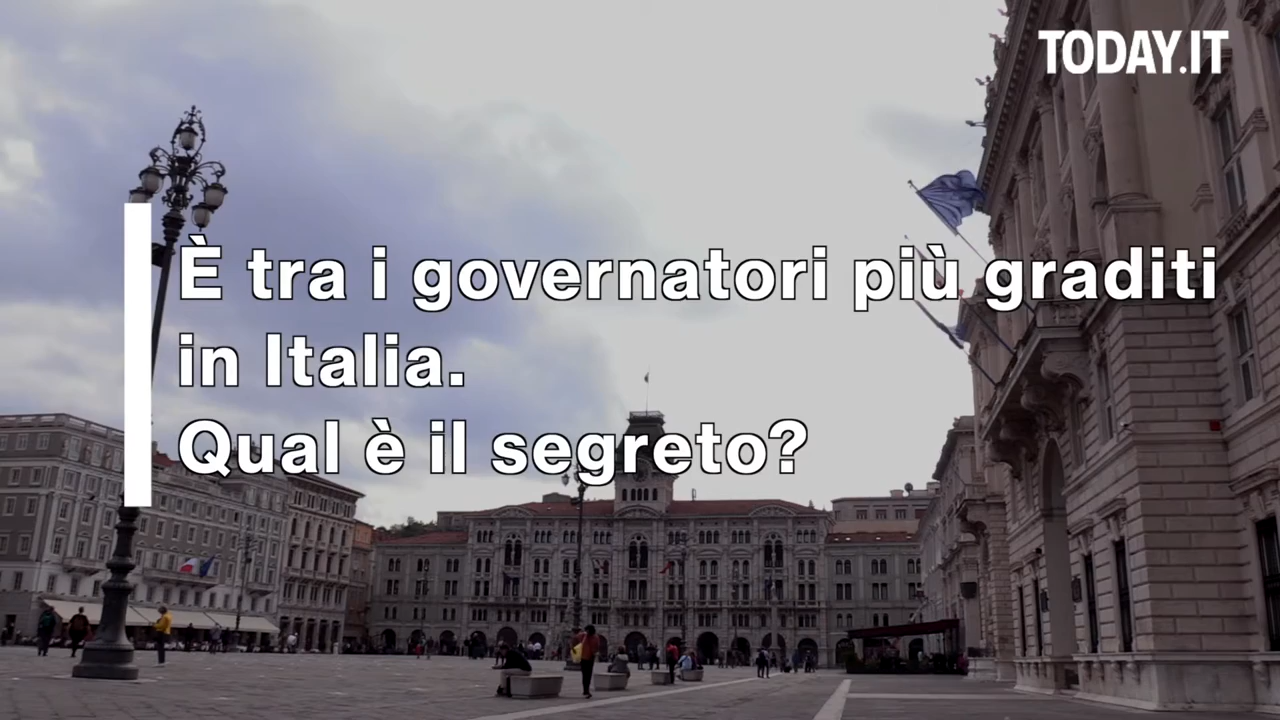 TODAY.IT
È tra i governatori più graditi
in Italia.
Qual è il segreto?